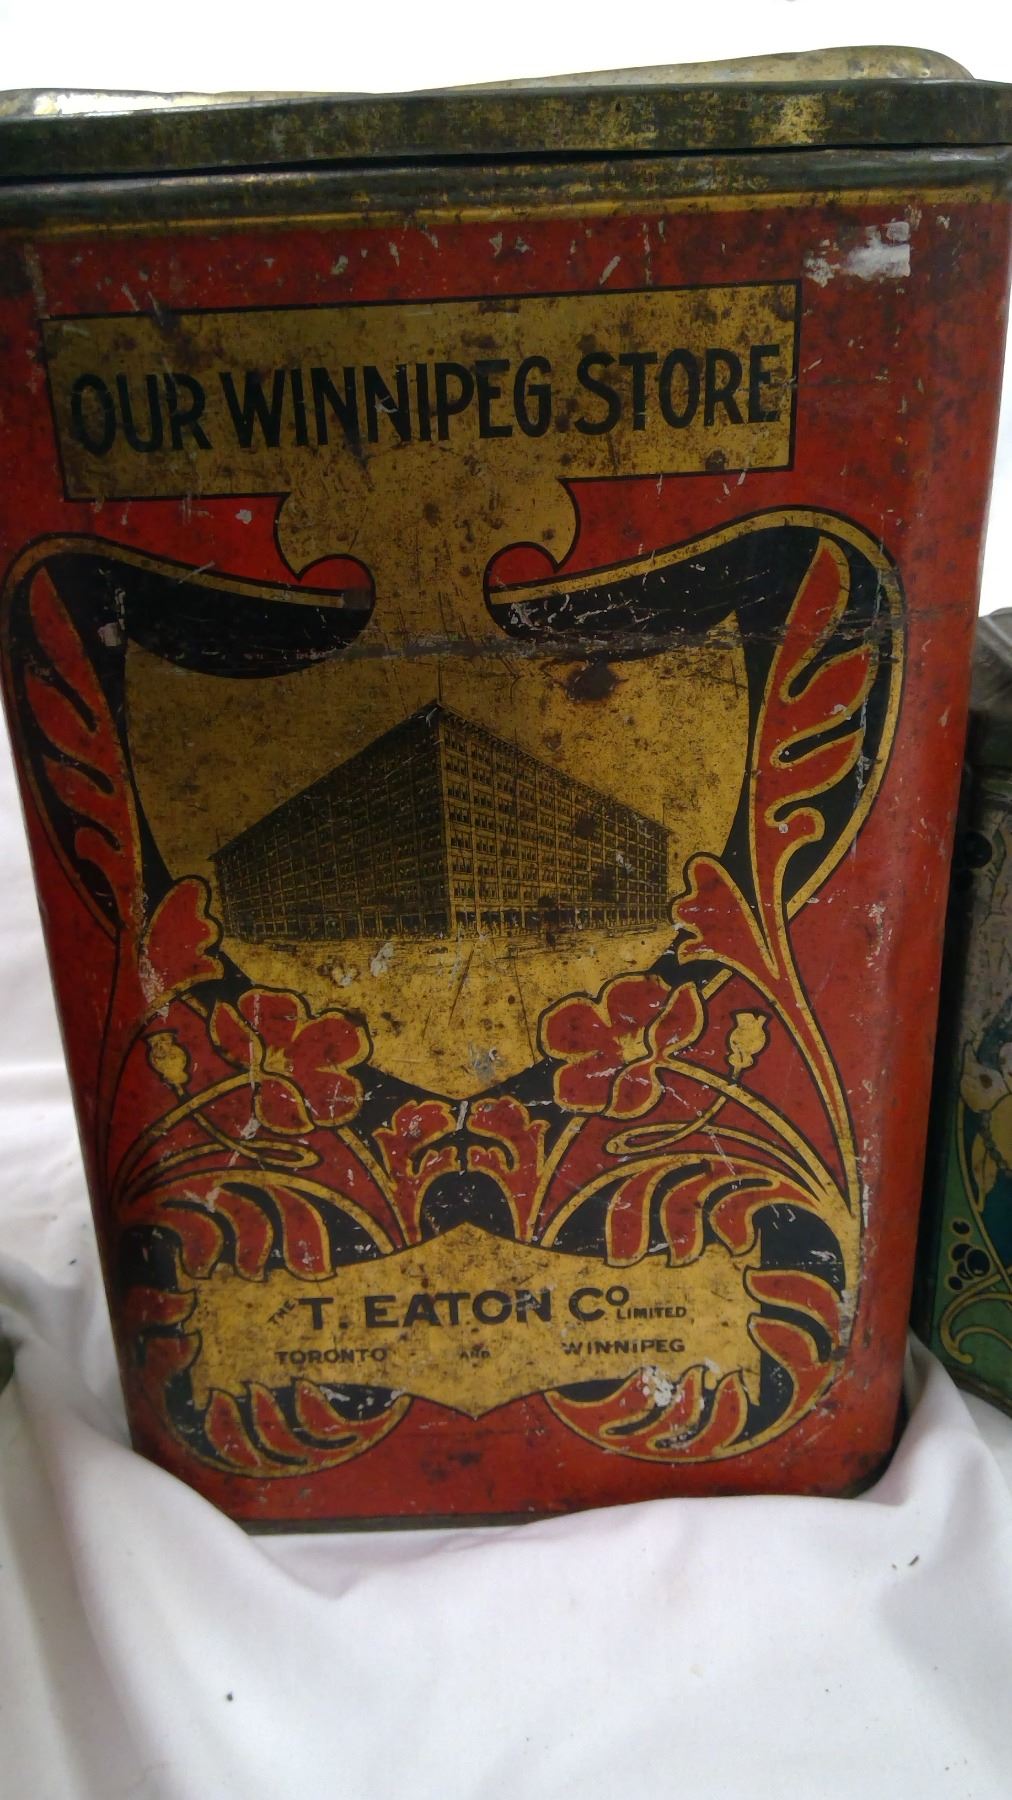 OUR WINNIPEG STORE
THE T. EATON Cº LIMITED
TORONTO AND WINNIPEG